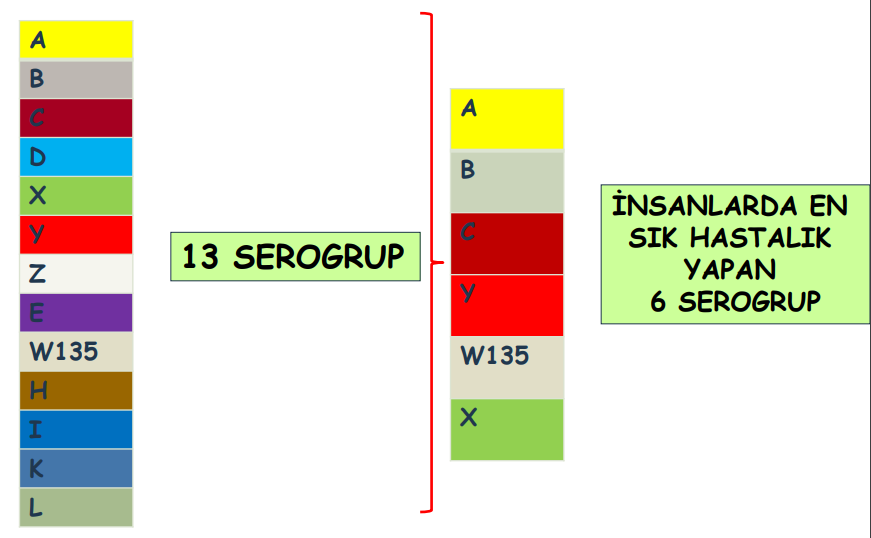 A
B
C
D
X
Y
Z
E
W135
H
I
K
L
13 SEROGRUP
A
B
C
Y
W135
X
İNSANLARDA EN
SIK HASTALIK
YAPAN
6 SEROGRUP